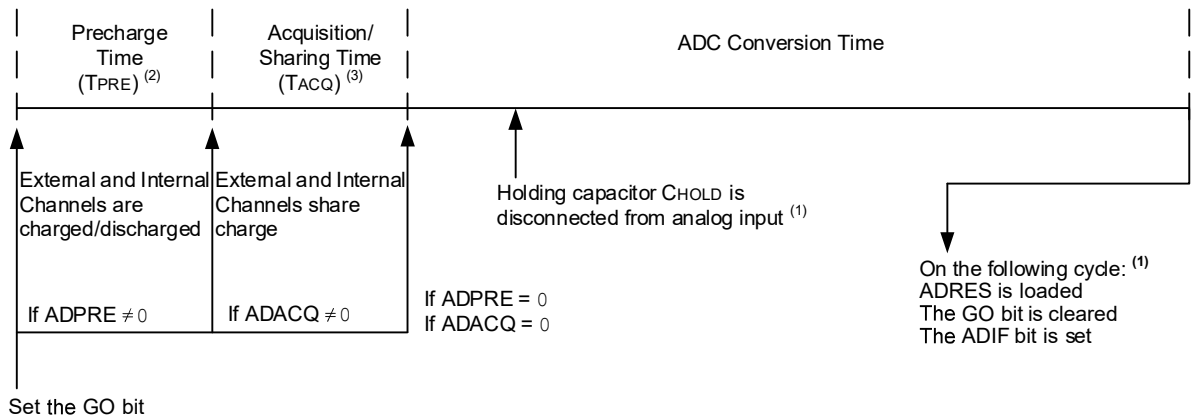 Precharge
Time
(TPRE) (2)
Acquisition/
Sharing Time
(TACQ) (3)
ADC Conversion Time
External and Internal
Channels are
charged/discharged
External and Internal
Channels share
charge
Holding capacitor CHOLD is
disconnected from analog input (1)
If ADPRE ≠ 0
If ADACQ ≠ 0
If ADPRE = 0
If ADACQ = 0
On the following cycle: (1)
ADRES is loaded
The GO bit is cleared
The ADIF bit is set
Set the GO bit